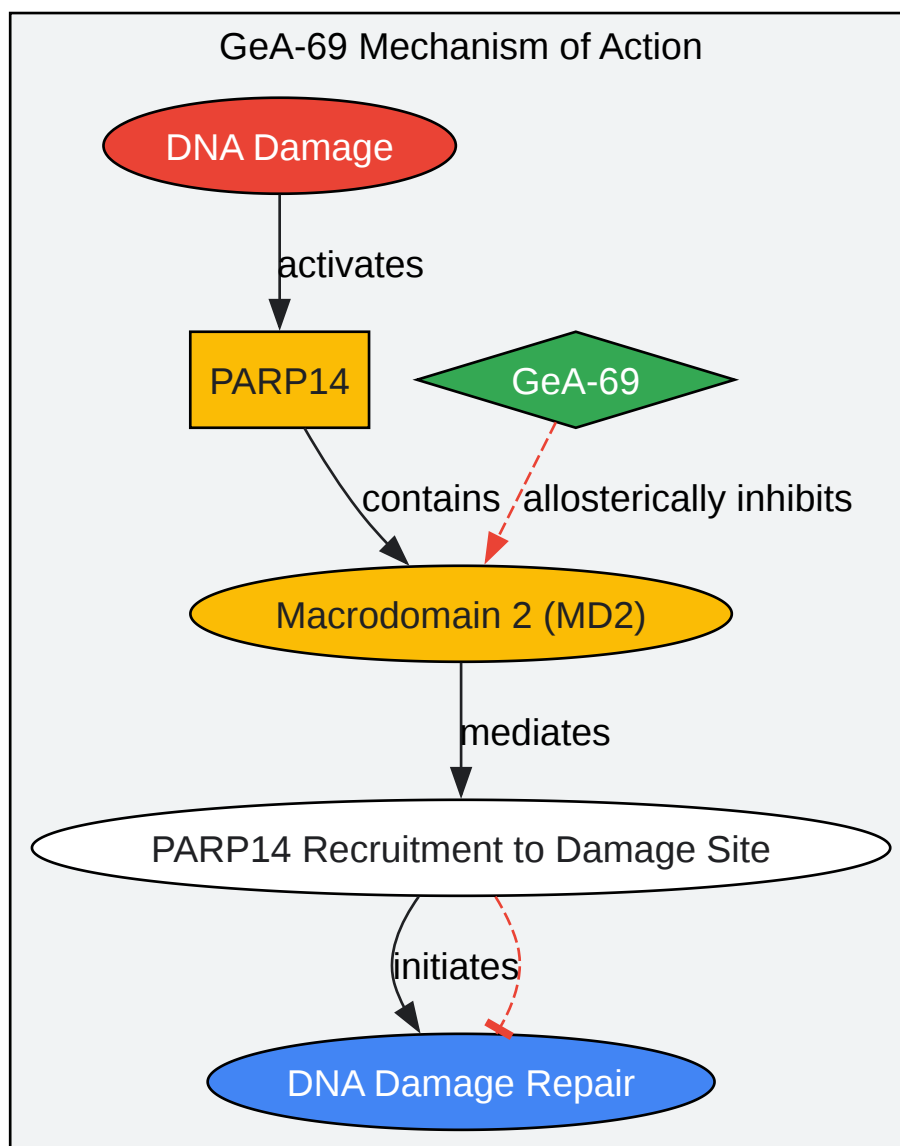 GeA-69 Mechanism of Action
DNA Damage
activates
PARP14
GeA-69
contains
allosterically inhibits
Macrodomain 2 (MD2)
mediates
PARP14 Recruitment to Damage Site
initiates
DNA Damage Repair